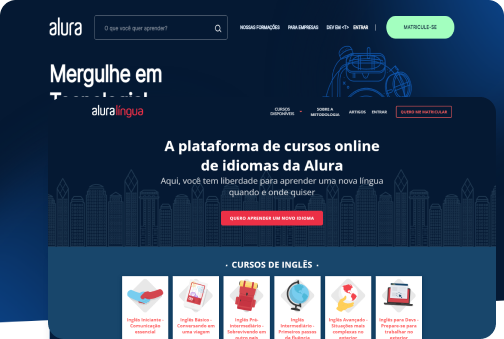 alura
O que você quer aprender?
NOSSAS FORMAÇÕES
PARA EMPRESAS
DEV EM <T>
ENTRAR
MATRICULE-SE
Mergulhe em
Tecnologia!
aluralíngua
CURSOS
DISPONÍVEIS
SOBRE A
METODOLOGIA
ARTIGOS
ENTRAR
QUERO ME MATRICULAR
A plataforma de cursos online
de idiomas da Alura
Aqui, você tem liberdade para aprender uma nova língua
quando e onde quiser
QUERO APRENDER UM NOVO IDIOMA
• CURSOS DE INGLÊS •
Inglês Iniciante -
Comunicação
essencial
Inglês Básico -
Conversando em
uma viagem
Inglês Pré-
intermediário -
Sobrevivendo em
outro país
Inglês
Intermediário -
Primeiros passos
da fluência
Inglês Avançado -
Situações mais
complexas no
exterior
Inglês para Devs -
Prepare-se para
trabalhar no
exterior